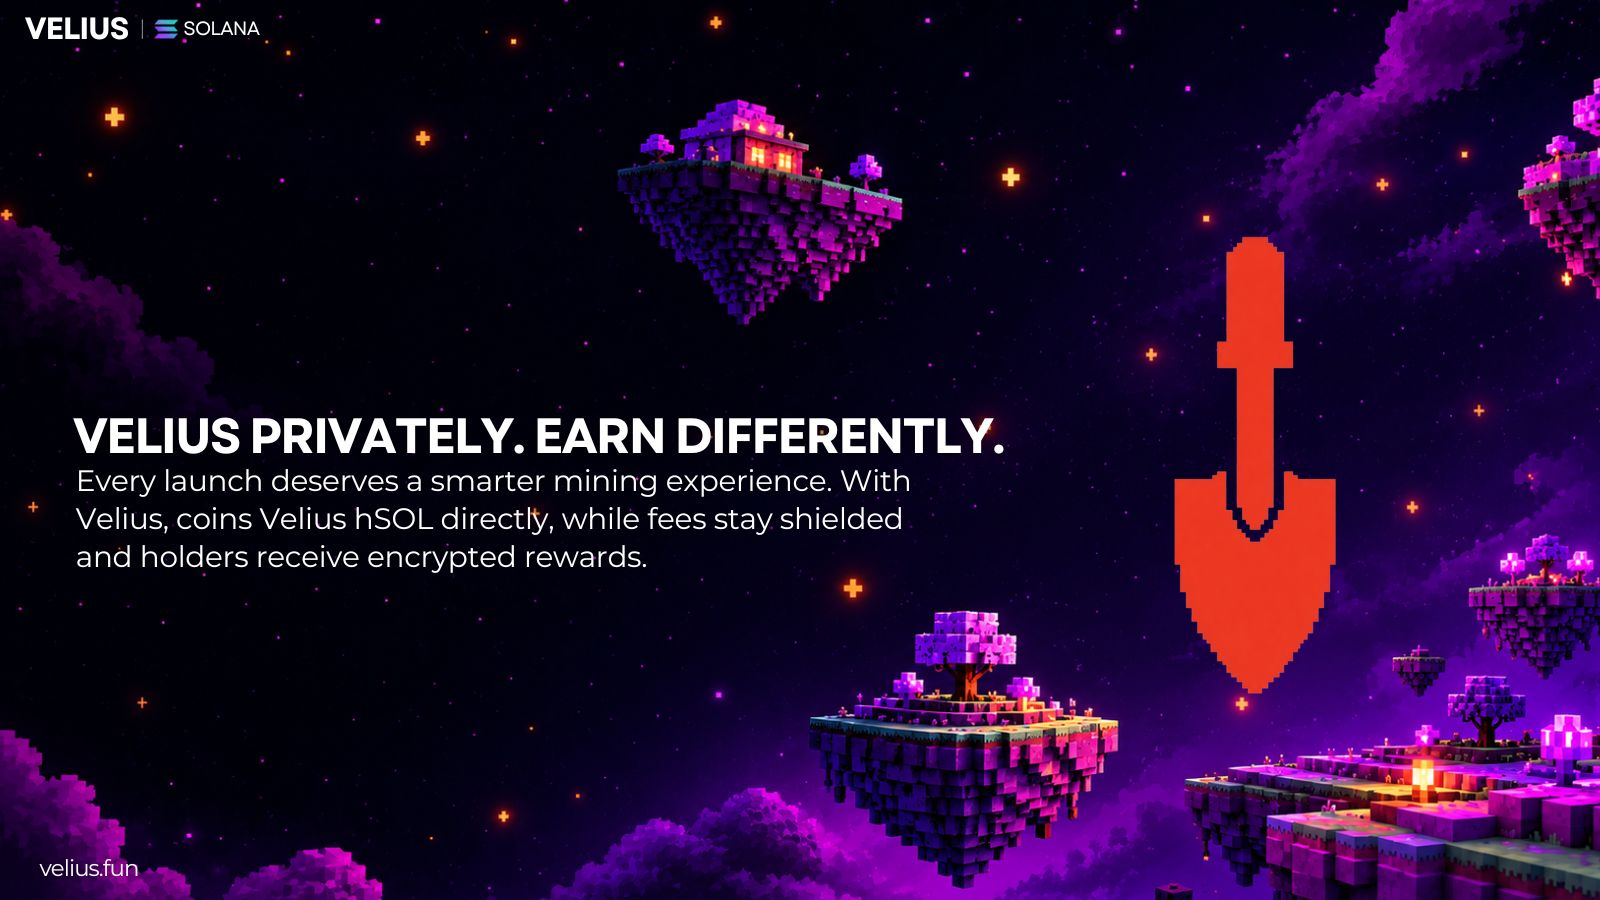 VELIUS | SOLANA
VELIUS PRIVATELY. EARN DIFFERENTLY.
Every launch deserves a smarter mining experience. With
Velius, coins Velius hSOL directly, while fees stay shielded
and holders receive encrypted rewards.
velius.fun